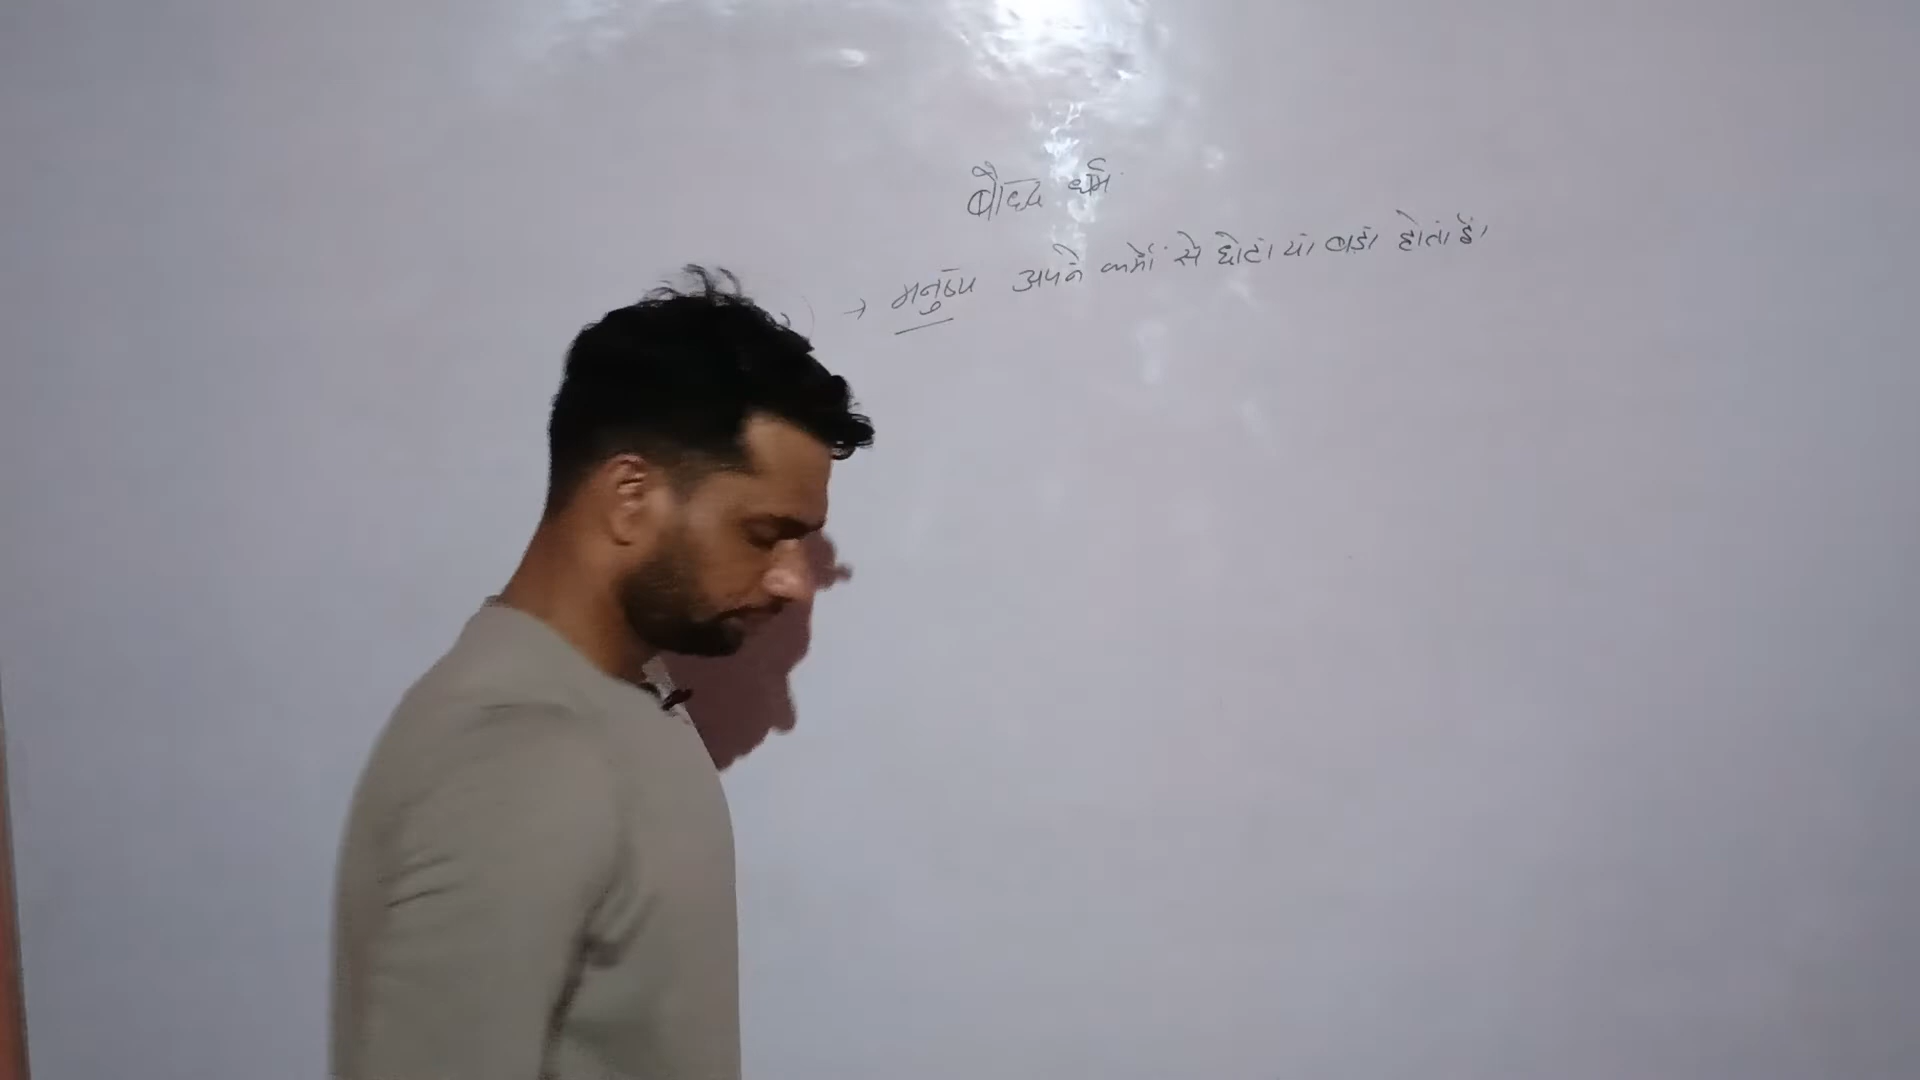 बौद्ध धर्म
→ मनुष्य अपने कर्मो से छोटा या बड़ा होता है।